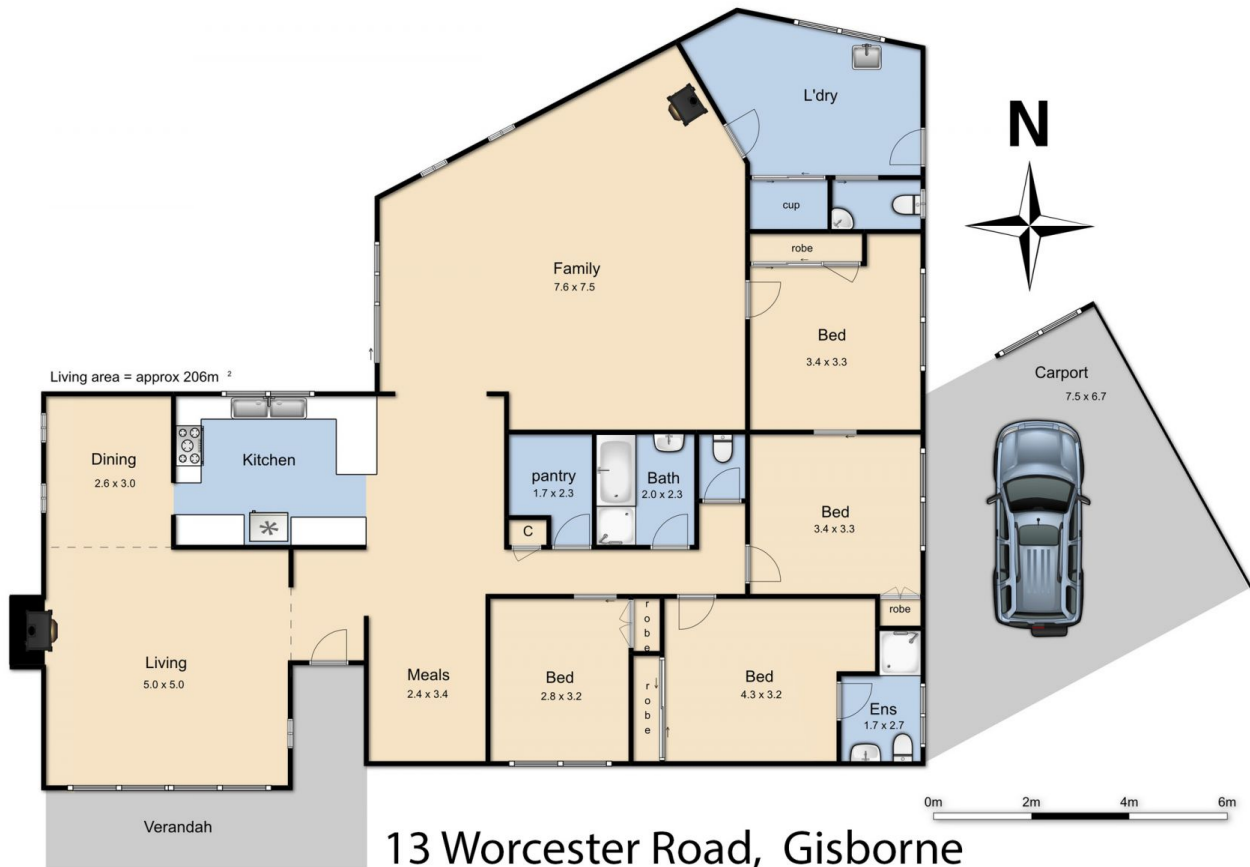 L'dry
N
cup
robe
Family
7.6 x 7.5
Bed
3.4 x 3.3
Carport
7.5 x 6.7
Living area = approx 206m ²
Dining
2.6 x 3.0
Kitchen
pantry
1.7 x 2.3
Bath
2.0 x 2.3
Bed
3.4 x 3.3
C
robe
robe
Living
5.0 x 5.0
Meals
2.4 x 3.4
Bed
2.8 x 3.2
robe
Bed
4.3 x 3.2
Ens
1.7 x 2.7
0m 2m 4m 6m
Verandah
13 Worcester Road, Gisborne